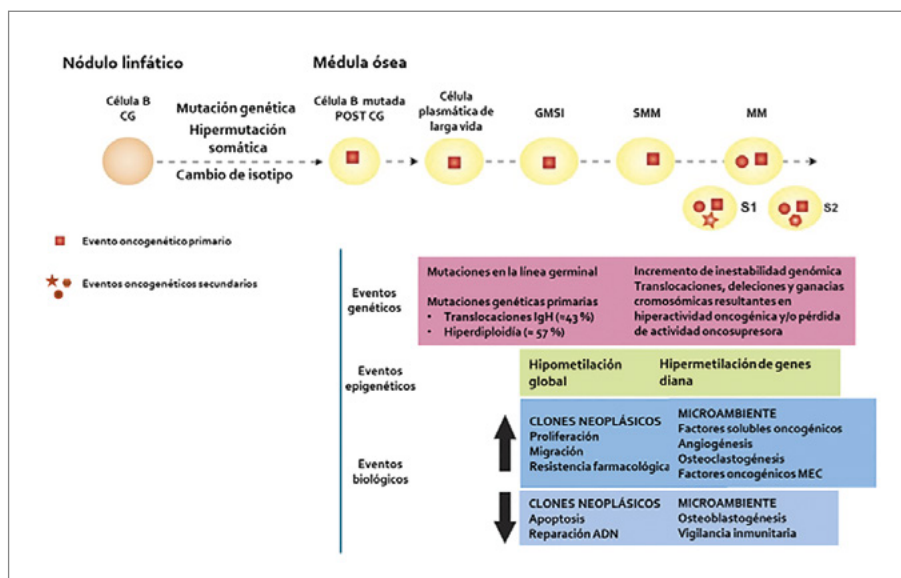 Nódulo linfático
Médula ósea
Célula B
CG
Mutación genética
Hipermutación
somática
Cambio de isotipo
Célula B mutada
POST CG
Célula
plasmática de
larga vida
GMSI
SMM
MM
S1
S2
Evento oncogenético primario
Eventos oncogenéticos secundarios
Eventos
genéticos
Mutaciones en la línea germinal
Mutaciones genéticas primarias
• Translocaciones IgH (≈43 %)
• Hiperdiploidía (≈ 57 %)
Incremento de inestabilidad genómica
Translocaciones, deleciones y ganacias
cromosómicas resultantes en
hiperactividad oncogénica y/o pérdida
de actividad oncosupresora
Eventos
epigenéticos
Hipometilación
global
Hipermetilación de genes
diana
Eventos
biológicos
CLONES NEOPLÁSICOS
Proliferación
Migración
Resistencia farmacológica
MICROAMBIENTE
Factores solubles oncogénicos
Angiogénesis
Osteoclastogénesis
Factores oncogénicos MEC
CLONES NEOPLÁSICOS
Apoptosis
Reparación ADN
MICROAMBIENTE
Osteoblastogénesis
Vigilancia inmunitaria